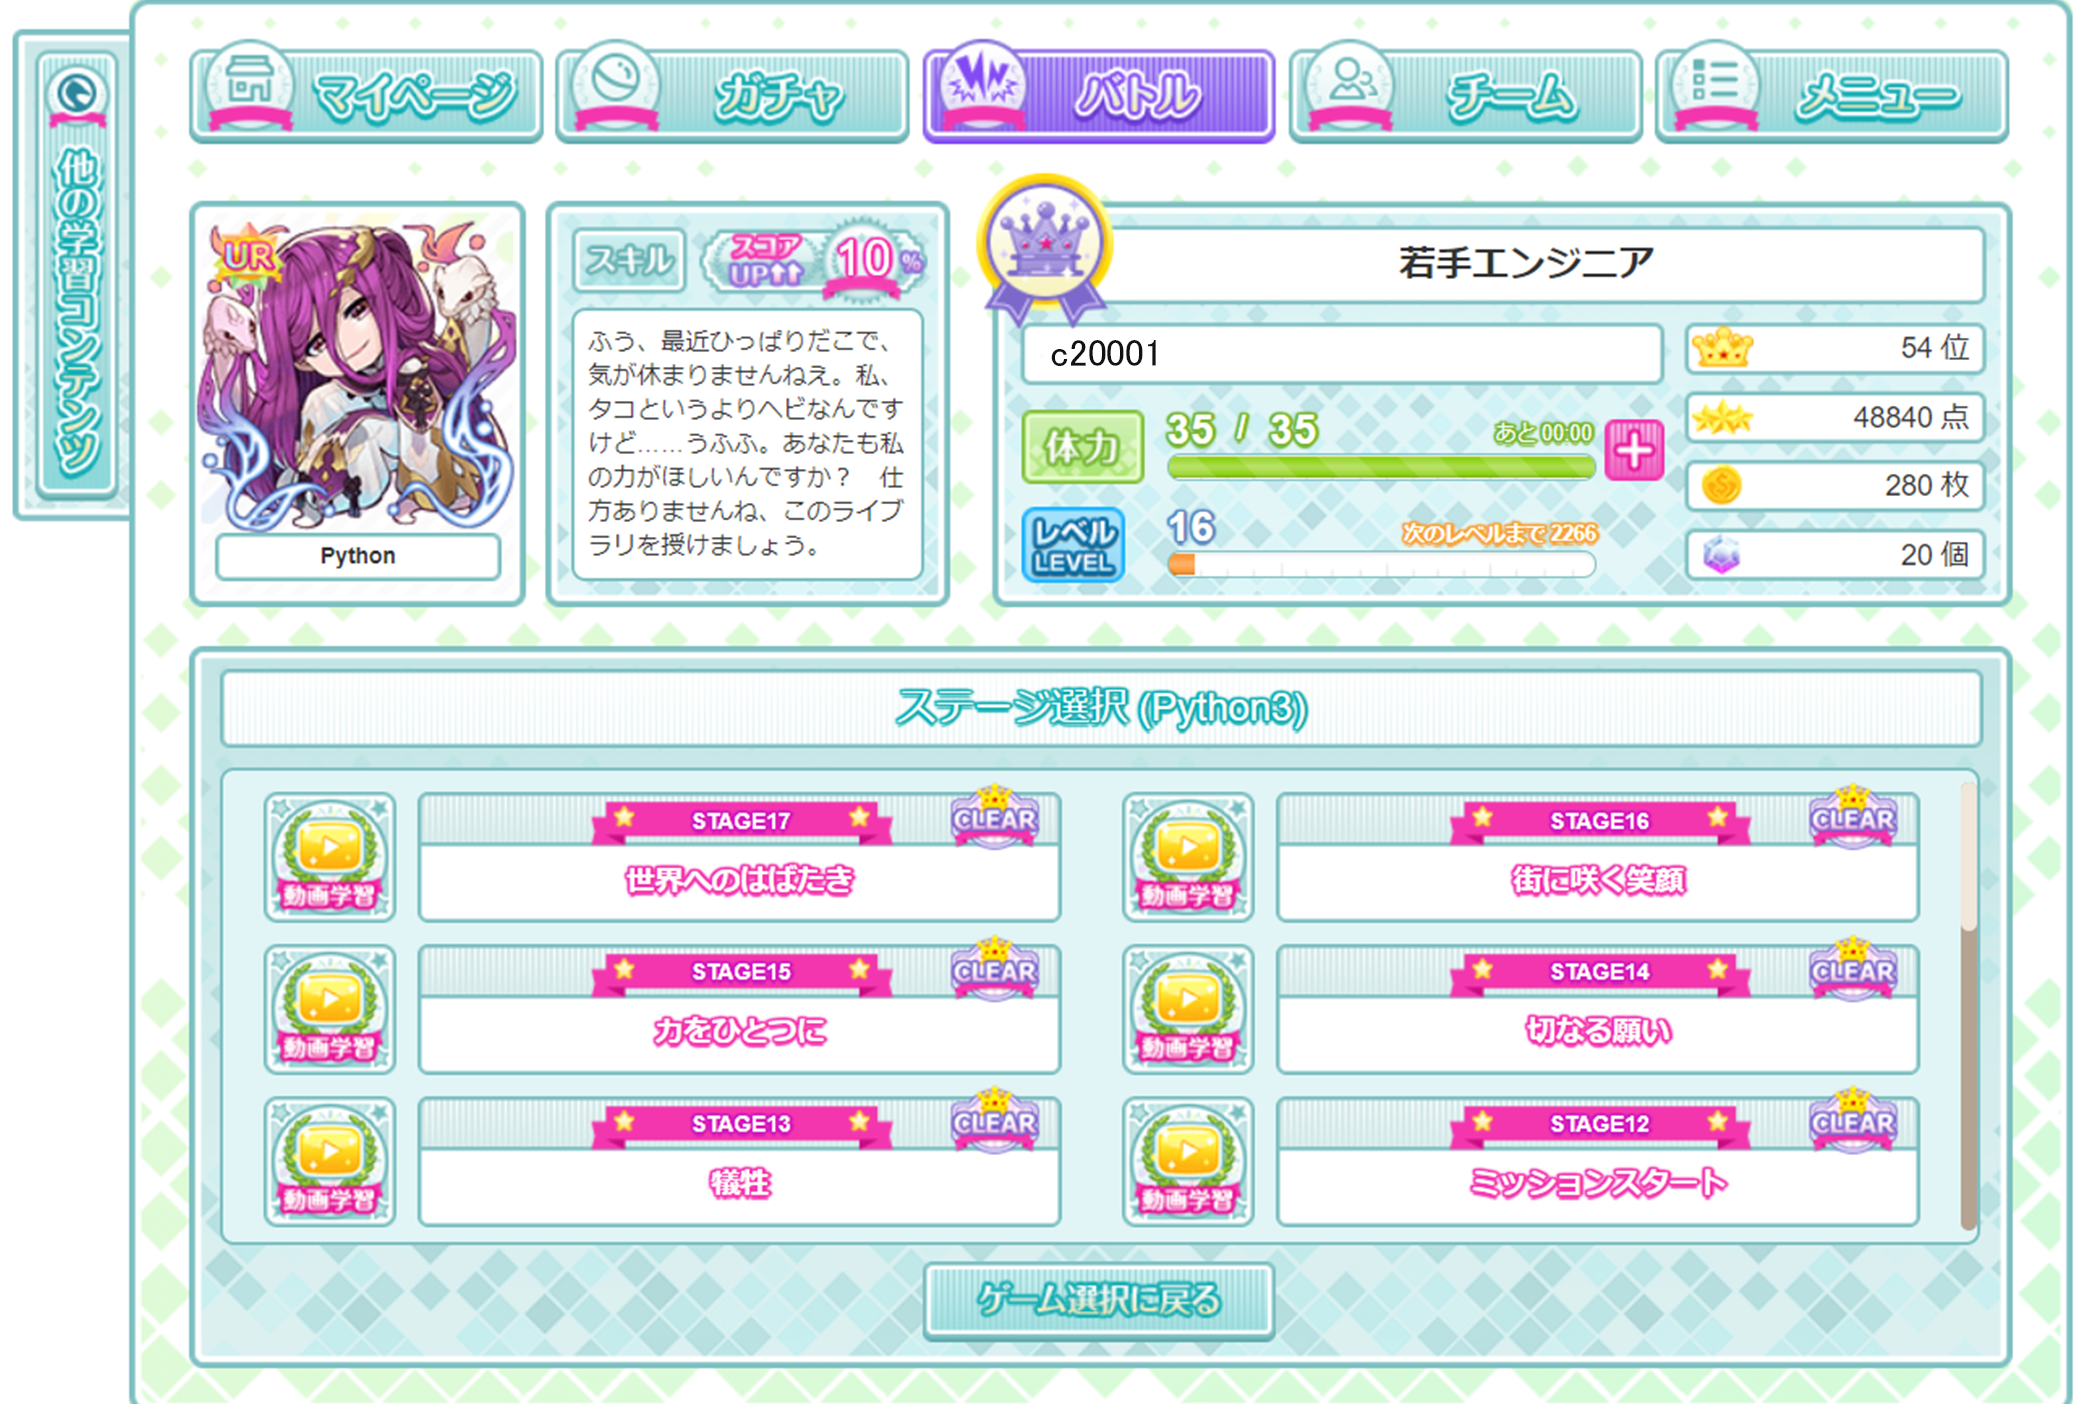 他の学習コンテンツ
マイページ
ガチャ
バトル
チーム
メニュー
UR
Python
スキル
スコア
UP↑↑
10%
ふう、最近ひっぱりだこで、
気が休まりませんねえ。私、
タコというよりヘビなんです
けど……うふふ。あなたも私
の力がほしいんですか？　仕
方ありませんね、このライブ
ラリを授けましょう。
若手エンジニア
c20001
体力
35 / 35
あと 00:00
レベル
LEVEL
16
次のレベルまで 2266
54 位
48840 点
280 枚
20 個
ステージ選択 (Python3)
動画学習
STAGE17
CLEAR
世界へのはばたき
動画学習
STAGE16
CLEAR
街に咲く笑顔
動画学習
STAGE15
CLEAR
力をひとつに
動画学習
STAGE14
CLEAR
切なる願い
動画学習
STAGE13
CLEAR
犠牲
動画学習
STAGE12
CLEAR
ミッションスタート
ゲーム選択に戻る